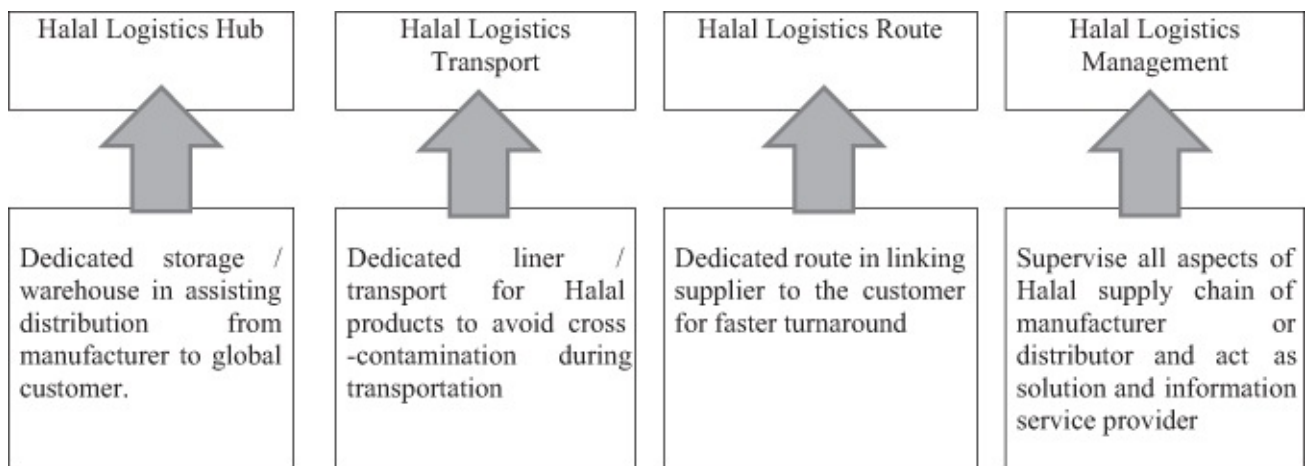 Halal Logistics Hub
Halal Logistics
Transport
Halal Logistics Route
Halal Logistics
Management
Dedicated storage /
warehouse in assisting
distribution from
manufacturer to global
customer.
Dedicated liner /
transport for Halal
products to avoid cross
-contamination during
transportation
Dedicated route in linking
supplier to the customer
for faster turnaround
Supervise all aspects of
Halal supply chain of
manufacturer or
distributor and act as
solution and information
service provider